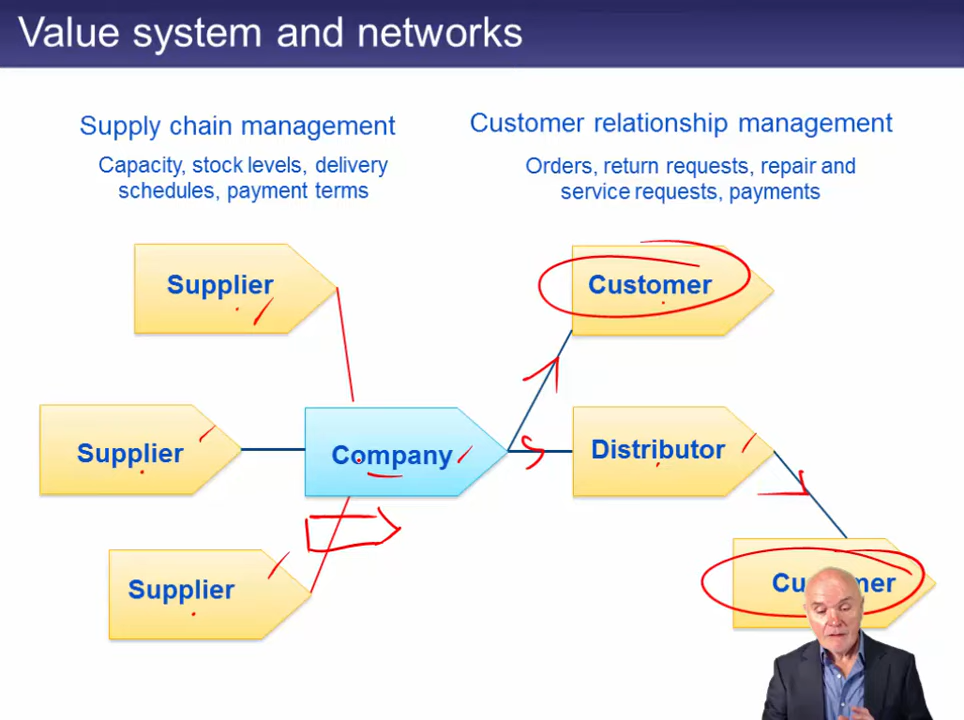 Value system and networks
Supply chain management
Capacity, stock levels, delivery
schedules, payment terms
Customer relationship management
Orders, return requests, repair and
service requests, payments
Supplier
Customer
Supplier
Company
Distributor
Supplier